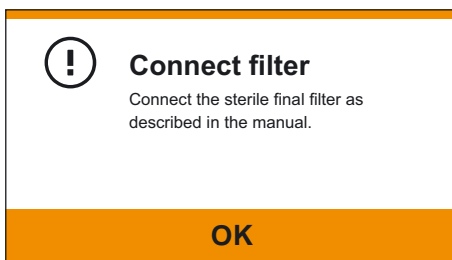 Connect filter
Connect the sterile final filter as
described in the manual.
OK